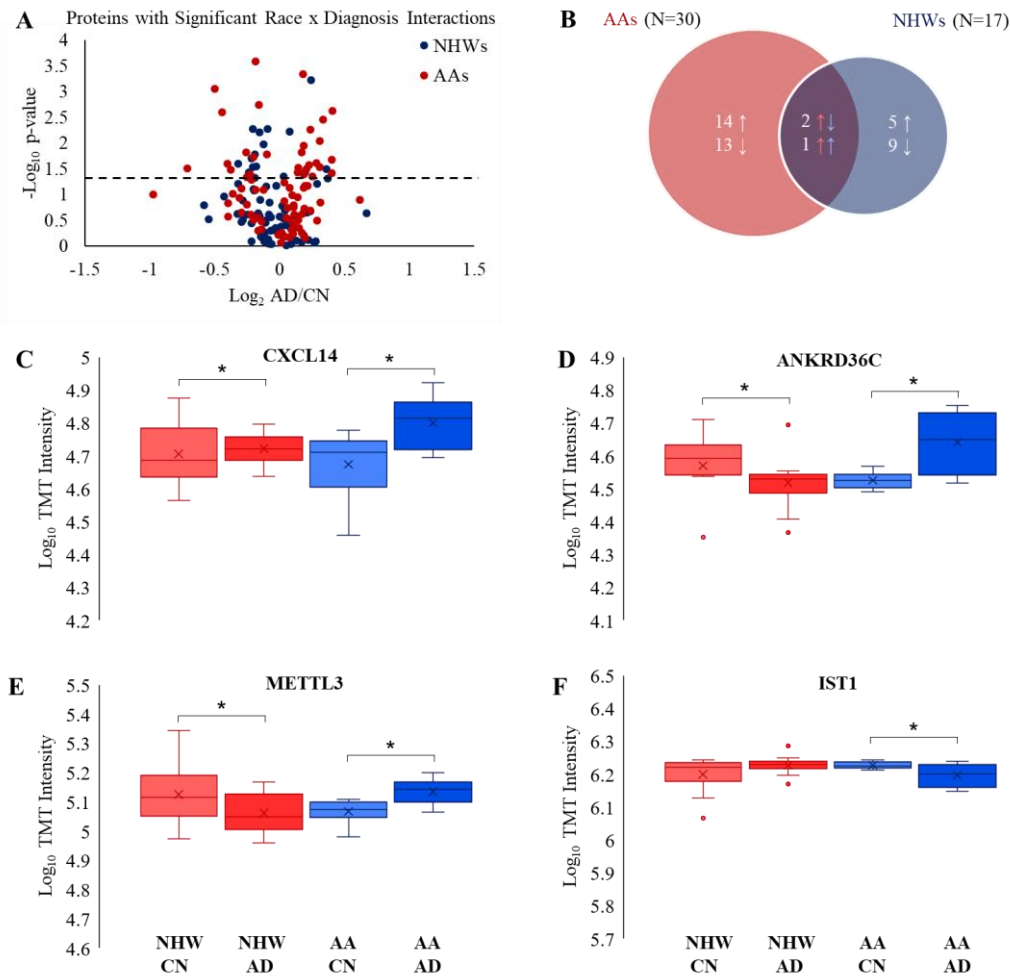 A Proteins with Significant Race x Diagnosis Interactions
NHWs
AAs
4
3.5
3
2.5
2
1.5
1
0.5
0
-Log10 p-value
-1.5 -1 -0.5 0 0.5 1 1.5
Log2 AD/CN
B AAs (N=30) NHWs (N=17)
14 ↑ 2 ↑↓ 5 ↑
13 ↓ 1 ↑↑ 9 ↓
C CXCL14
*
*
5
4.9
4.8
4.7
4.6
4.5
4.4
4.3
4.2
Log10 TMT Intensity
D ANKRD36C
*
*
4.9
4.8
4.7
4.6
4.5
4.4
4.3
4.2
4.1
Log10 TMT Intensity
E METTL3
*
*
5.5
5.4
5.3
5.2
5.1
5
4.9
4.8
4.7
4.6
Log10 TMT Intensity
NHW NHW AA AA
CN AD CN AD
F IST1
*
6.5
6.4
6.3
6.2
6.1
6
5.9
5.8
5.7
Log10 TMT Intensity
NHW NHW AA AA
CN AD CN AD